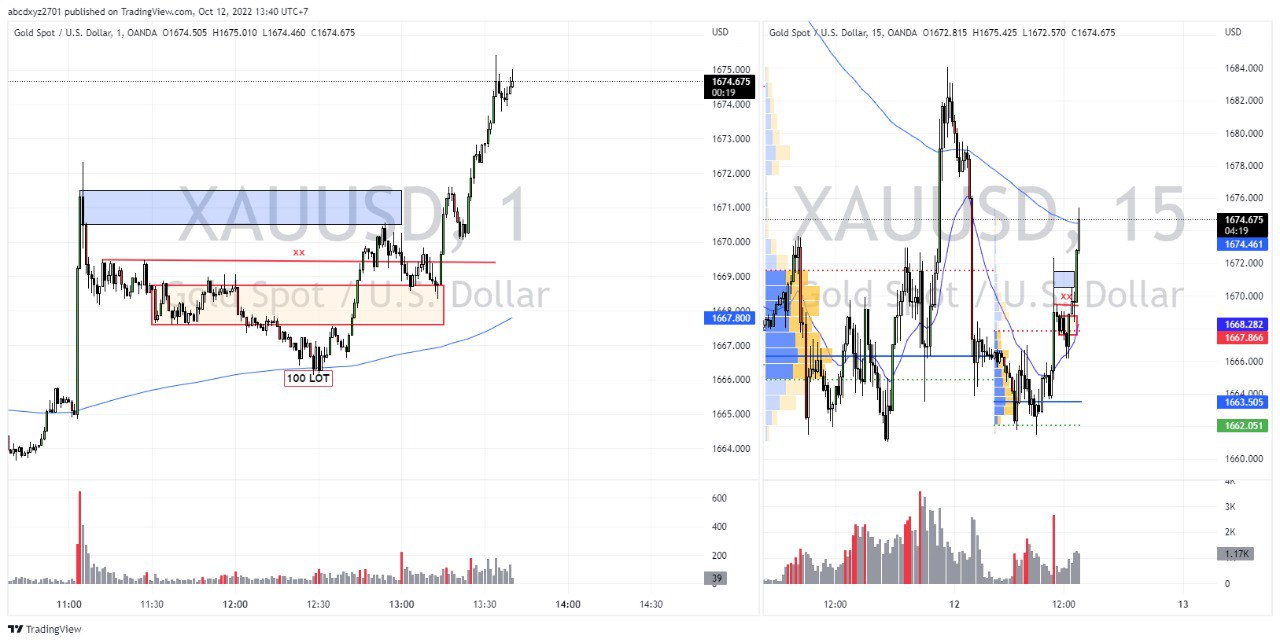 abcdxyz2701 published on TradingView.com, Oct 12, 2022 13:40 UTC+7
Gold Spot / U.S. Dollar, 1, OANDA O1674.505 H1675.010 L1674.460 C1674.675
USD
XAUUSD, 1
Gold Spot / U.S. Dollar
xx
100 LOT
1675.000
1674.675
00:19
1674.000
1673.000
1672.000
1671.000
1670.000
1669.000
1668.000
1667.800
1667.000
1666.000
1665.000
1664.000
600
400
200
39
0
11:00 11:30 12:00 12:30 13:00 13:30 14:00 14:30
Gold Spot / U.S. Dollar, 15, OANDA O1672.815 H1675.425 L1672.570 C1674.675
USD
XAUUSD, 15
Gold Spot / U.S. Dollar
xx
1684.000
1682.000
1680.000
1678.000
1676.000
1674.675
04:19
1674.461
1672.000
1670.000
1668.282
1667.866
1666.000
1664.000
1663.505
1662.051
1660.000
4K
3K
2K
1.17K
0
12:00 12 12:00 13
TradingView